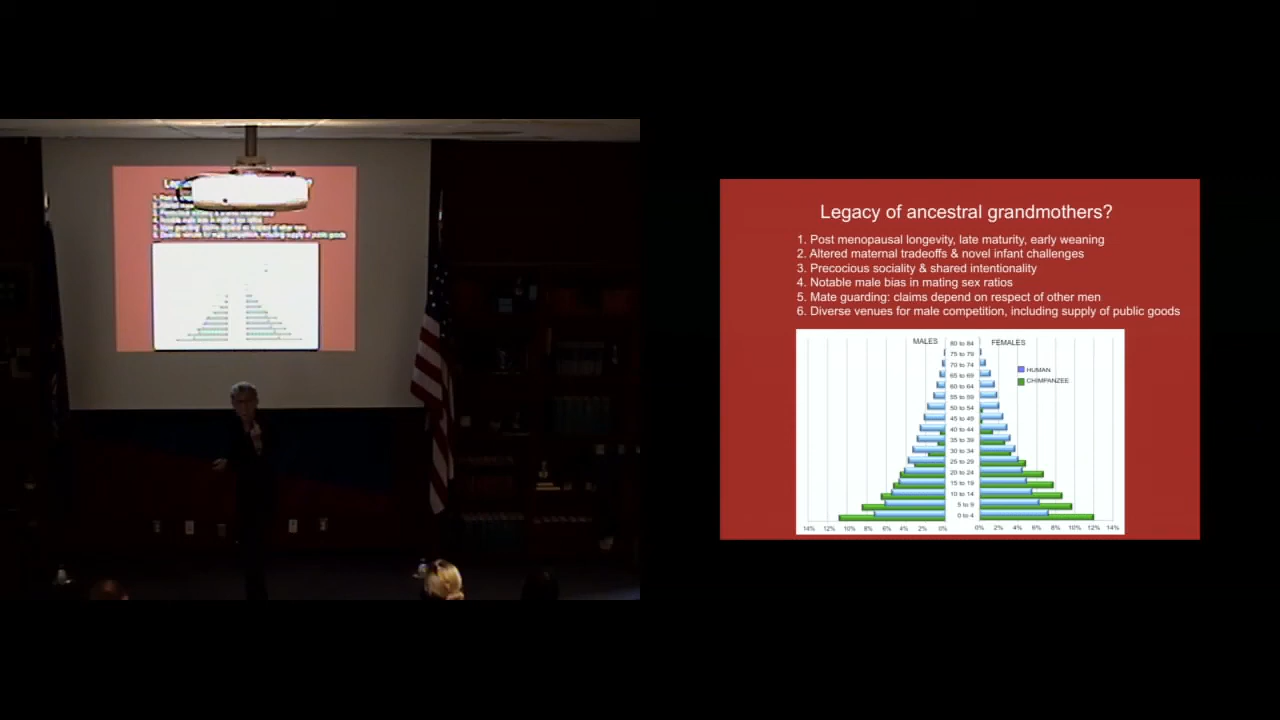 Legacy of ancestral grandmothers?
1. Post menopausal longevity, late maturity, early weaning
2. Altered maternal tradeoffs & novel infant challenges
3. Precocious sociality & shared intentionality
4. Notable male bias in mating sex ratios
5. Mate guarding: claims depend on respect of other men
6. Diverse venues for male competition, including supply of public goods
MALES 80 to 84 FEMALES
75 to 79
70 to 74
HUMAN
65 to 69
CHIMPANZEE
60 to 64
55 to 59
50 to 54
45 to 49
40 to 44
35 to 39
30 to 34
25 to 29
20 to 24
15 to 19
10 to 14
5 to 9
0 to 4
14% 12% 10% 8% 6% 4% 2% 0% 0% 2% 4% 6% 8% 10% 12% 14%